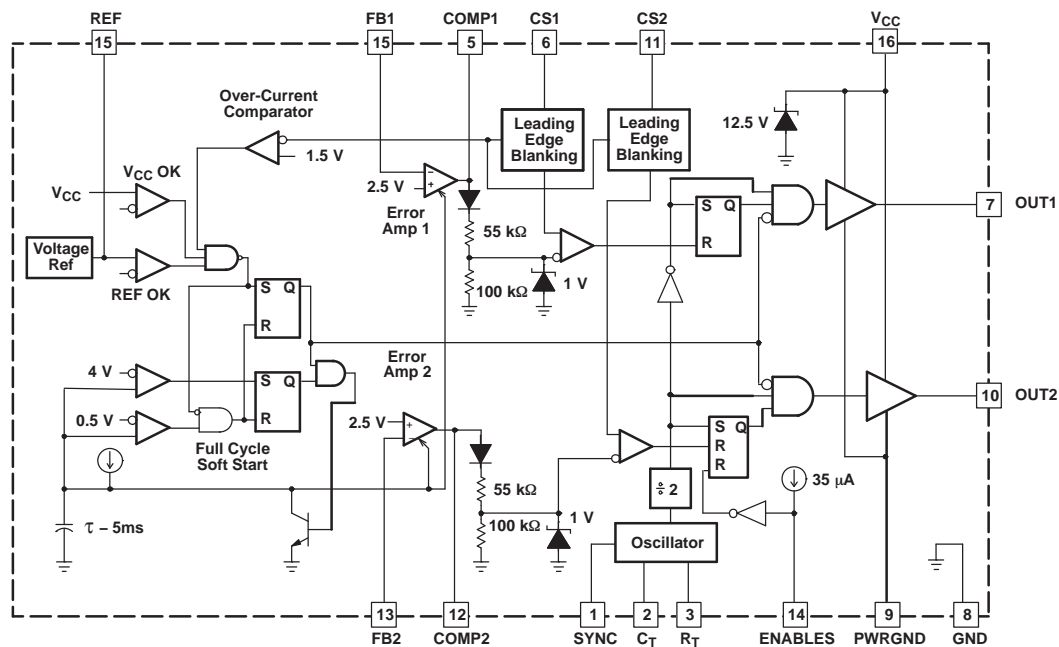 REF
FB1
COMP1
CS1
CS2
VCC
15
15
5
6
11
16
Over-Current
Comparator
1.5 V
Leading
Edge
Blanking
Leading
Edge
Blanking
12.5 V
VCC
VCC OK
2.5 V
−
+
Error
Amp 1
55 kΩ
100 kΩ
1 V
S
Q
R
7
OUT1
Voltage
Ref
REF OK
S
Q
R
4 V
0.5 V
S
Q
R
Full Cycle
Soft Start
Error
Amp 2
2.5 V
+
−
55 kΩ
100 kΩ
1 V
S
Q
R
R
10
OUT2
÷ 2
35 µA
τ – 5ms
Oscillator
13
12
1
2
3
14
9
8
FB2
COMP2
SYNC
CT
RT
ENABLES
PWRGND
GND